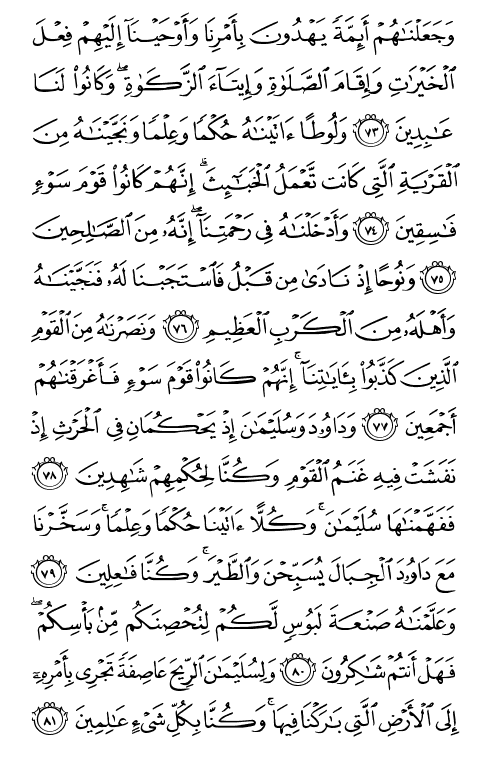 وَجَعَلْنَٰهُمْ أَئِمَّةً يَهْدُونَ بِأَمْرِنَا وَأَوْحَيْنَآ إِلَيْهِمْ فِعْلَ
ٱلْخَيْرَٰتِ وَإِقَامَ ٱلصَّلَوٰةِ وَإِيتَآءَ ٱلزَّكَوٰةِ ۖ وَكَانُوا۟ لَنَا
عَٰبِدِينَ ٧٣ وَلُوطًا ءَاتَيْنَٰهُ حُكْمًا وَعِلْمًا وَنَجَّيْنَٰهُ مِنَ
ٱلْقَرْيَةِ ٱلَّتِى كَانَت تَّعْمَلُ ٱلْخَبَٰٓئِثَ ۗ إِنَّهُمْ كَانُوا۟ قَوْمَ سَوْءٍ
فَٰسِقِينَ ٧٤ وَأَدْخَلْنَٰهُ فِى رَحْمَتِنَآ ۖ إِنَّهُۥ مِنَ ٱلصَّٰلِحِينَ
٧٥ وَنُوحًا إِذْ نَادَىٰ مِن قَبْلُ فَٱسْتَجَبْنَا لَهُۥ فَنَجَّيْنَٰهُ
وَأَهْلَهُۥ مِنَ ٱلْكَرْبِ ٱلْعَظِيمِ ٧٦ وَنَصَرْنَٰهُ مِنَ ٱلْقَوْمِ
ٱلَّذِينَ كَذَّبُوا۟ بِـَٔايَٰتِنَآ ۚ إِنَّهُمْ كَانُوا۟ قَوْمَ سَوْءٍ فَأَغْرَقْنَٰهُمْ
أَجْمَعِينَ ٧٧ وَدَاوُۥدَ وَسُلَيْمَٰنَ إِذْ يَحْكُمَانِ فِى ٱلْحَرْثِ إِذْ
نَفَشَتْ فِيهِ غَنَمُ ٱلْقَوْمِ وَكُنَّا لِحُكْمِهِمْ شَٰهِدِينَ ٧٨
فَفَهَّمْنَٰهَا سُلَيْمَٰنَ ۚ وَكُلًّا ءَاتَيْنَا حُكْمًا وَعِلْمًا ۚ وَسَخَّرْنَا
مَعَ دَاوُۥدَ ٱلْجِبَالَ يُسَبِّحْنَ وَٱلطَّيْرَ ۚ وَكُنَّا فَٰعِلِينَ ٧٩
وَعَلَّمْنَٰهُ صَنْعَةَ لَبُوسٍ لَّكُمْ لِتُحْصِنَكُم مِّنۢ بَأْسِكُمْ ۖ
فَهَلْ أَنتُمْ شَٰكِرُونَ ٨٠ وَلِسُلَيْمَٰنَ ٱلرِّيحَ عَاصِفَةً تَجْرِى بِأَمْرِهِۦٓ
إِلَى ٱلْأَرْضِ ٱلَّتِى بَٰرَكْنَا فِيهَا ۚ وَكُنَّا بِكُلِّ شَىْءٍ عَٰلِمِينَ ٨١